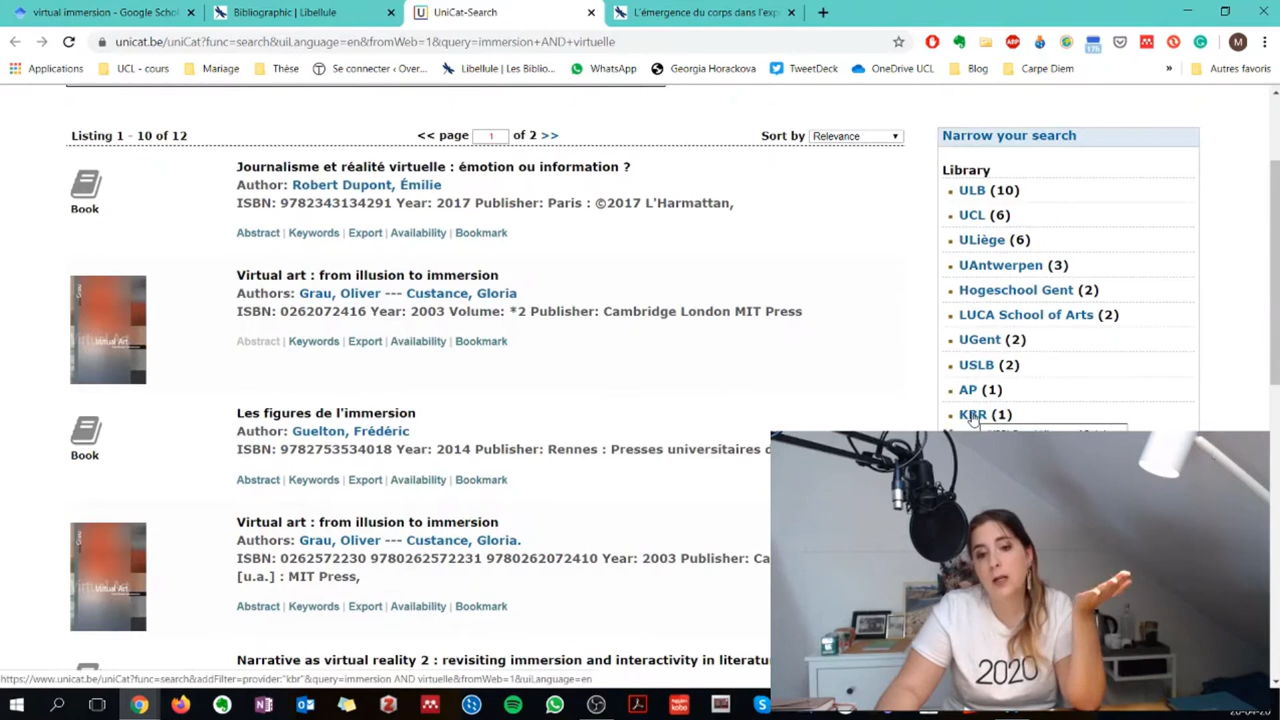 virtual immersion - Google Schol
Bibliographic | Libellule
UniCat-Search
L'émergence du corps dans l'exp
unicat.be/uniCat?func=search&uiLanguage=en&fromWeb=1&query=immersion+AND+virtuelle
Applications
UCL - cours
Mariage
Thèse
Se connecter ‹ Over...
Libellule | Les Biblio...
WhatsApp
Georgia Horackova
TweetDeck
OneDrive UCL
Blog
Carpe Diem
»
Autres favoris
Listing 1 - 10 of 12
<< page 1 of 2 >>
Sort by Relevance
Journalisme et réalité virtuelle : émotion ou information ?
Author: Robert Dupont, Émilie
ISBN: 9782343134291 Year: 2017 Publisher: Paris : ©2017 L'Harmattan,
Book
Abstract | Keywords | Export | Availability | Bookmark
Virtual art : from illusion to immersion
Authors: Grau, Oliver --- Custance, Gloria
ISBN: 0262072416 Year: 2003 Volume: *2 Publisher: Cambridge London MIT Press
Abstract | Keywords | Export | Availability | Bookmark
Les figures de l'immersion
Author: Guelton, Frédéric
ISBN: 9782753534018 Year: 2014 Publisher: Rennes : Presses universitaires d
Book
Abstract | Keywords | Export | Availability | Bookmark
Virtual art : from illusion to immersion
Authors: Grau, Oliver --- Custance, Gloria.
ISBN: 0262572230 9780262572231 9780262072410 Year: 2003 Publisher: Ca
[u.a.] : MIT Press,
Abstract | Keywords | Export | Availability | Bookmark
Narrative as virtual reality 2 : revisiting immersion and interactivity in literatu
https://www.unicat.be/uniCat?func=search&addFilter=provider:"kbr"&query=immersion AND virtuelle&fromWeb=1&uiLanguage=en
Narrow your search
Library
ULB (10)
UCL (6)
ULiège (6)
UAntwerpen (3)
Hogeschool Gent (2)
LUCA School of Arts (2)
UGent (2)
USLB (2)
AP (1)
KBR (1)
2020